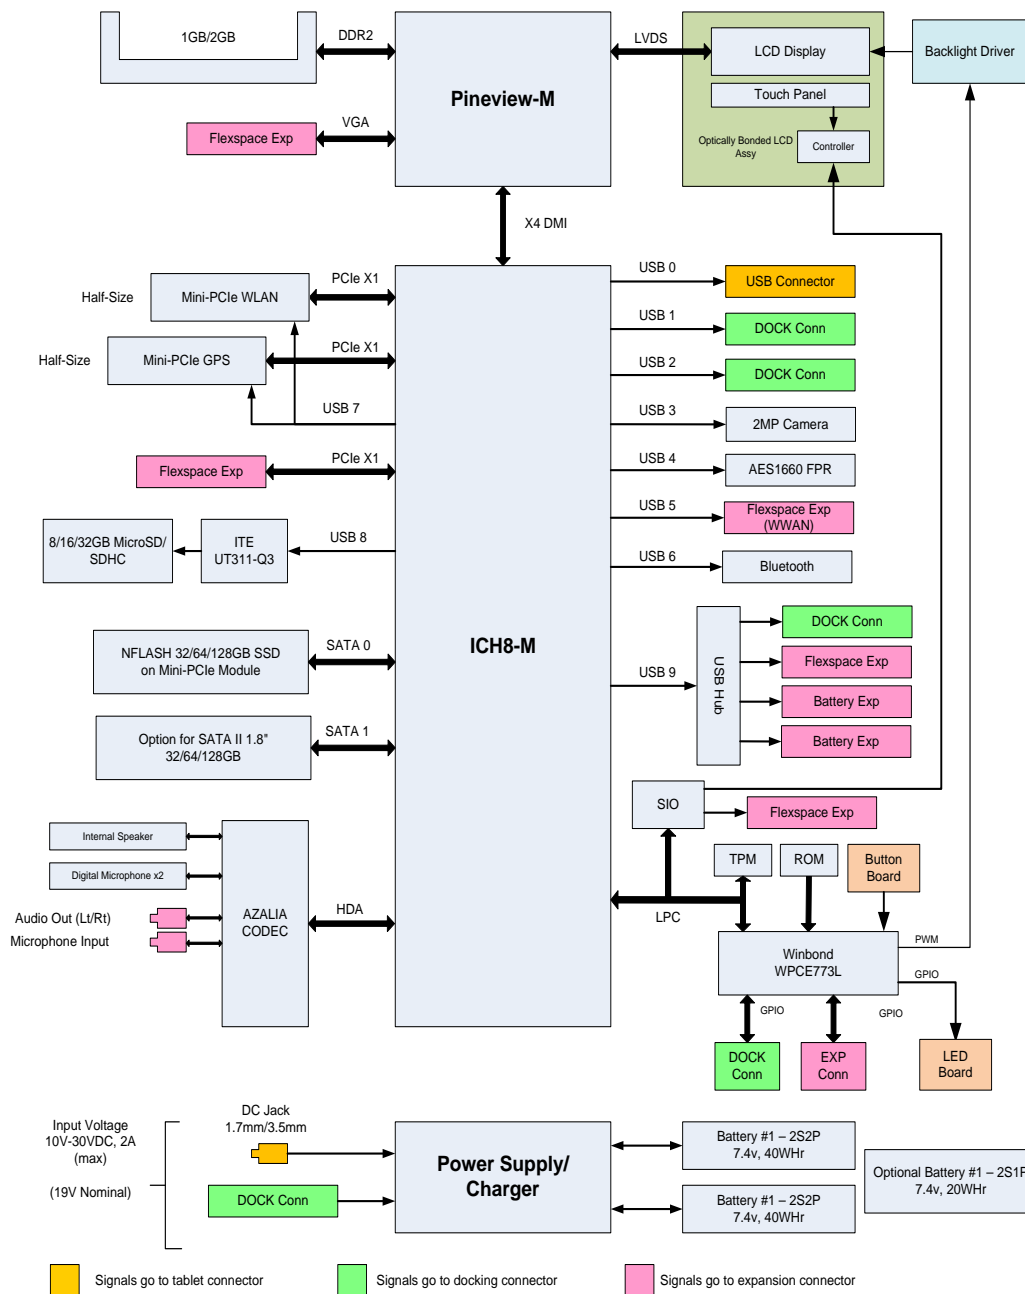 1GB/2GB
DDR2
Pineview-M
LVDS
LCD Display
Backlight Driver
Touch Panel
Optically Bonded LCD
Assy
Controller
Flexspace Exp
VGA
X4 DMI
Half-Size
Mini-PCIe WLAN
PCIe X1
Half-Size
Mini-PCIe GPS
PCIe X1
USB 7
Flexspace Exp
PCIe X1
8/16/32GB MicroSD/
SDHC
ITE
UT311-Q3
USB 8
ICH8-M
NFLASH 32/64/128GB SSD
on Mini-PCIe Module
SATA 0
Option for SATA II 1.8"
32/64/128GB
SATA 1
Internal Speaker
Digital Microphone x2
Audio Out (Lt/Rt)
Microphone Input
AZALIA
CODEC
HDA
USB 0
USB Connector
USB 1
DOCK Conn
USB 2
DOCK Conn
USB 3
2MP Camera
USB 4
AES1660 FPR
USB 5
Flexspace Exp
(WWAN)
USB 6
Bluetooth
USB 9
USB Hub
DOCK Conn
Flexspace Exp
Battery Exp
Battery Exp
SIO
Flexspace Exp
TPM
ROM
Button
Board
LPC
Winbond
WPCE773L
PWM
GPIO
GPIO
GPIO
DOCK
Conn
EXP
Conn
LED
Board
Input Voltage
10V-30VDC, 2A
(max)
(19V Nominal)
DC Jack
1.7mm/3.5mm
DOCK Conn
Power Supply/
Charger
Battery #1 – 2S2P
7.4v, 40WHr
Battery #1 – 2S2P
7.4v, 40WHr
Optional Battery #1 – 2S1P
7.4v, 20WHr
Signals go to tablet connector
Signals go to docking connector
Signals go to expansion connector